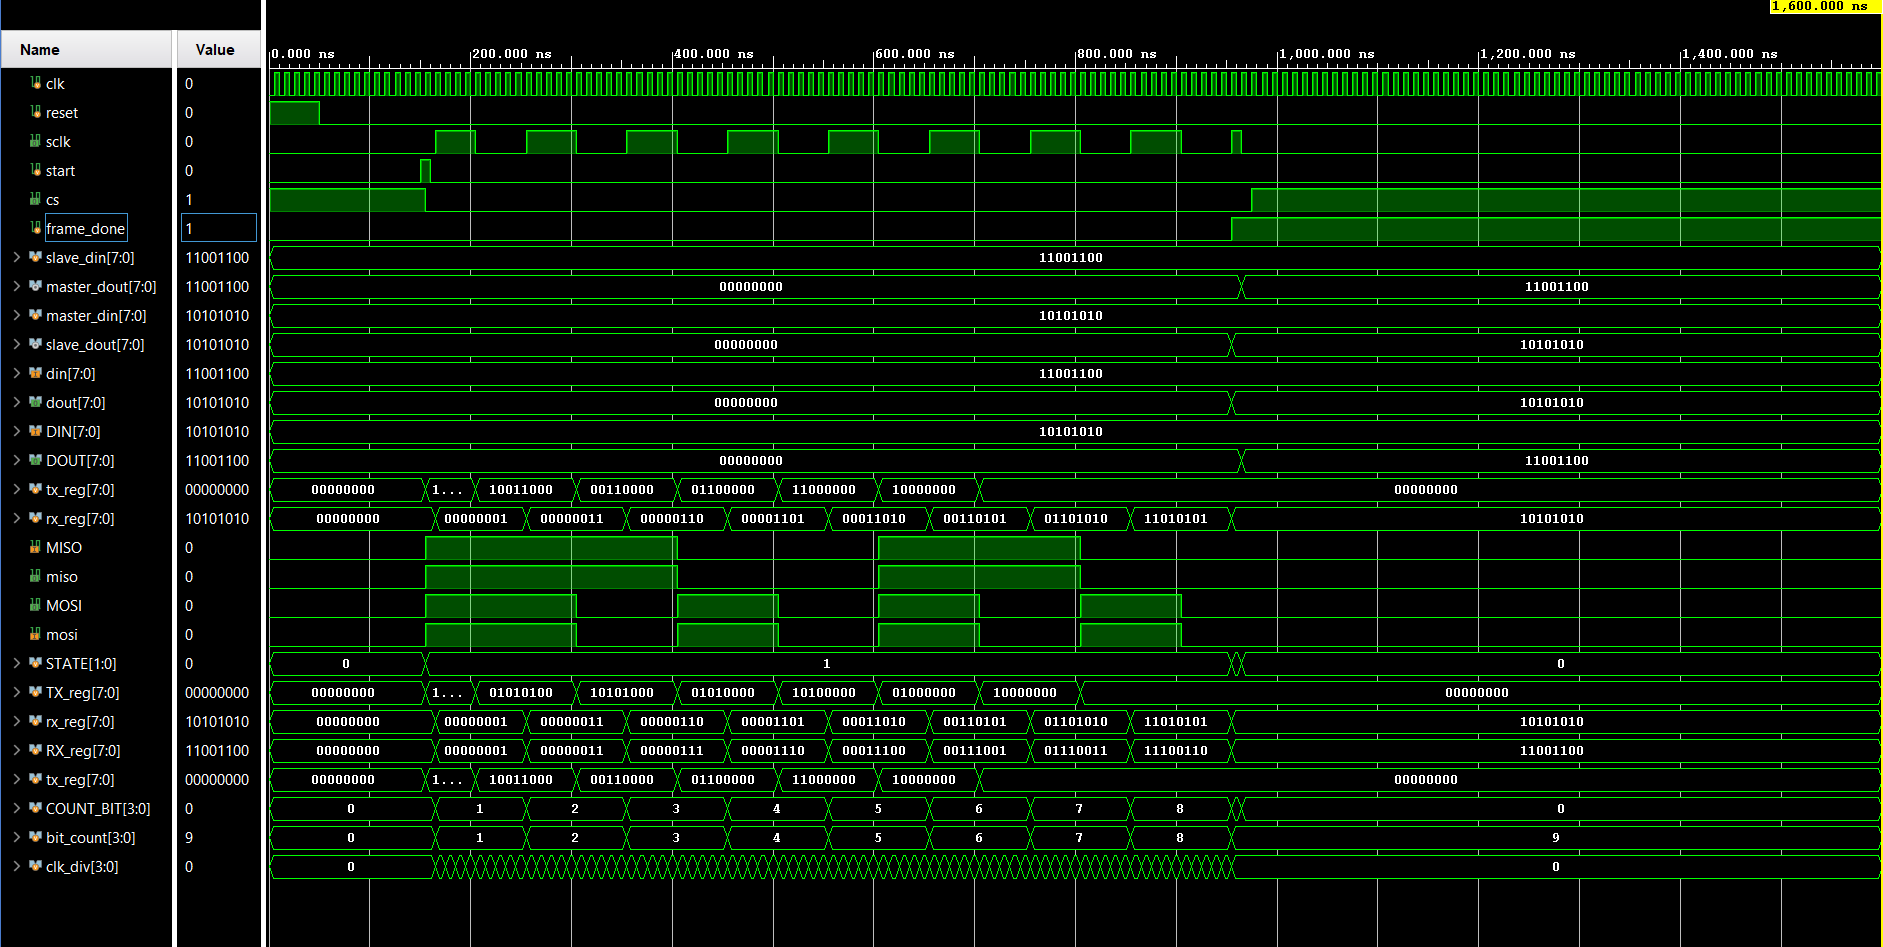 1,600.000 ns
Name Value
0.000 ns 200.000 ns 400.000 ns 600.000 ns 800.000 ns 1,000.000 ns 1,200.000 ns 1,400.000 ns
clk 0
reset 0
sclk 0
start 0
cs 1
frame_done 1
slave_din[7:0] 11001100 11001100
master_dout[7:0] 11001100 00000000 11001100
master_din[7:0] 10101010 10101010
slave_dout[7:0] 10101010 00000000 10101010
din[7:0] 11001100 11001100
dout[7:0] 10101010 00000000 10101010
DIN[7:0] 10101010 10101010
DOUT[7:0] 11001100 00000000 11001100
tx_reg[7:0] 00000000 00000000 1... 10011000 00110000 01100000 11000000 10000000 00000000
rx_reg[7:0] 10101010 00000000 00000001 00000011 00000110 00001101 00011010 00110101 01101010 11010101 10101010
MISO 0
miso 0
MOSI 0
mosi 0
STATE[1:0] 0 0 1 0
TX_reg[7:0] 00000000 00000000 1... 01010100 10101000 01010000 10100000 01000000 10000000 00000000
rx_reg[7:0] 10101010 00000000 00000001 00000011 00000110 00001101 00011010 00110101 01101010 11010101 10101010
RX_reg[7:0] 11001100 00000000 00000001 00000011 00000111 00001110 00011100 00111001 01110011 11100110 11001100
tx_reg[7:0] 00000000 00000000 1... 10011000 00110000 01100000 11000000 10000000 00000000
COUNT_BIT[3:0] 0 0 1 2 3 4 5 6 7 8 0
bit_count[3:0] 9 0 1 2 3 4 5 6 7 8 9
clk_div[3:0] 0 0 0